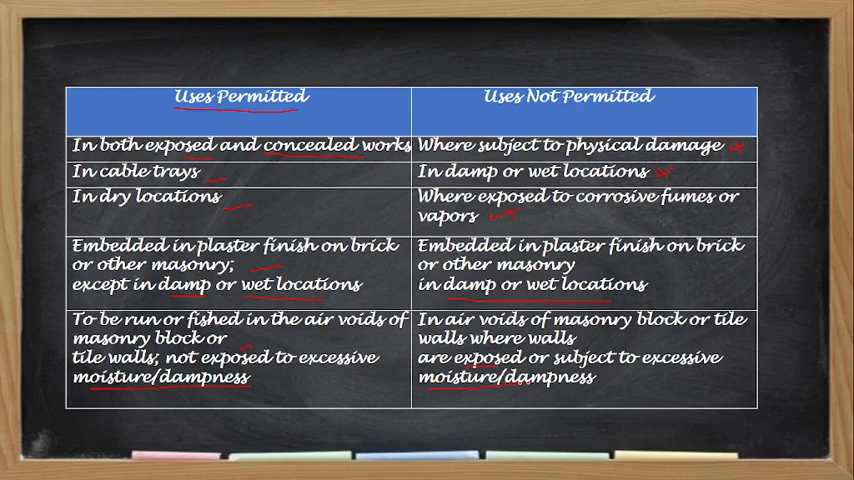 Uses Permitted
Uses Not Permitted
In both exposed and concealed works
Where subject to physical damage
In cable trays
In damp or wet locations
In dry locations
Where exposed to corrosive fumes or
vapors
Embedded in plaster finish on brick
or other masonry;
except in damp or wet locations
Embedded in plaster finish on brick
or other masonry
in damp or wet locations
To be run or fished in the air voids of
masonry block or
tile walls; not exposed to excessive
moisture/dampness
In air voids of masonry block or tile
walls where walls
are exposed or subject to excessive
moisture/dampness